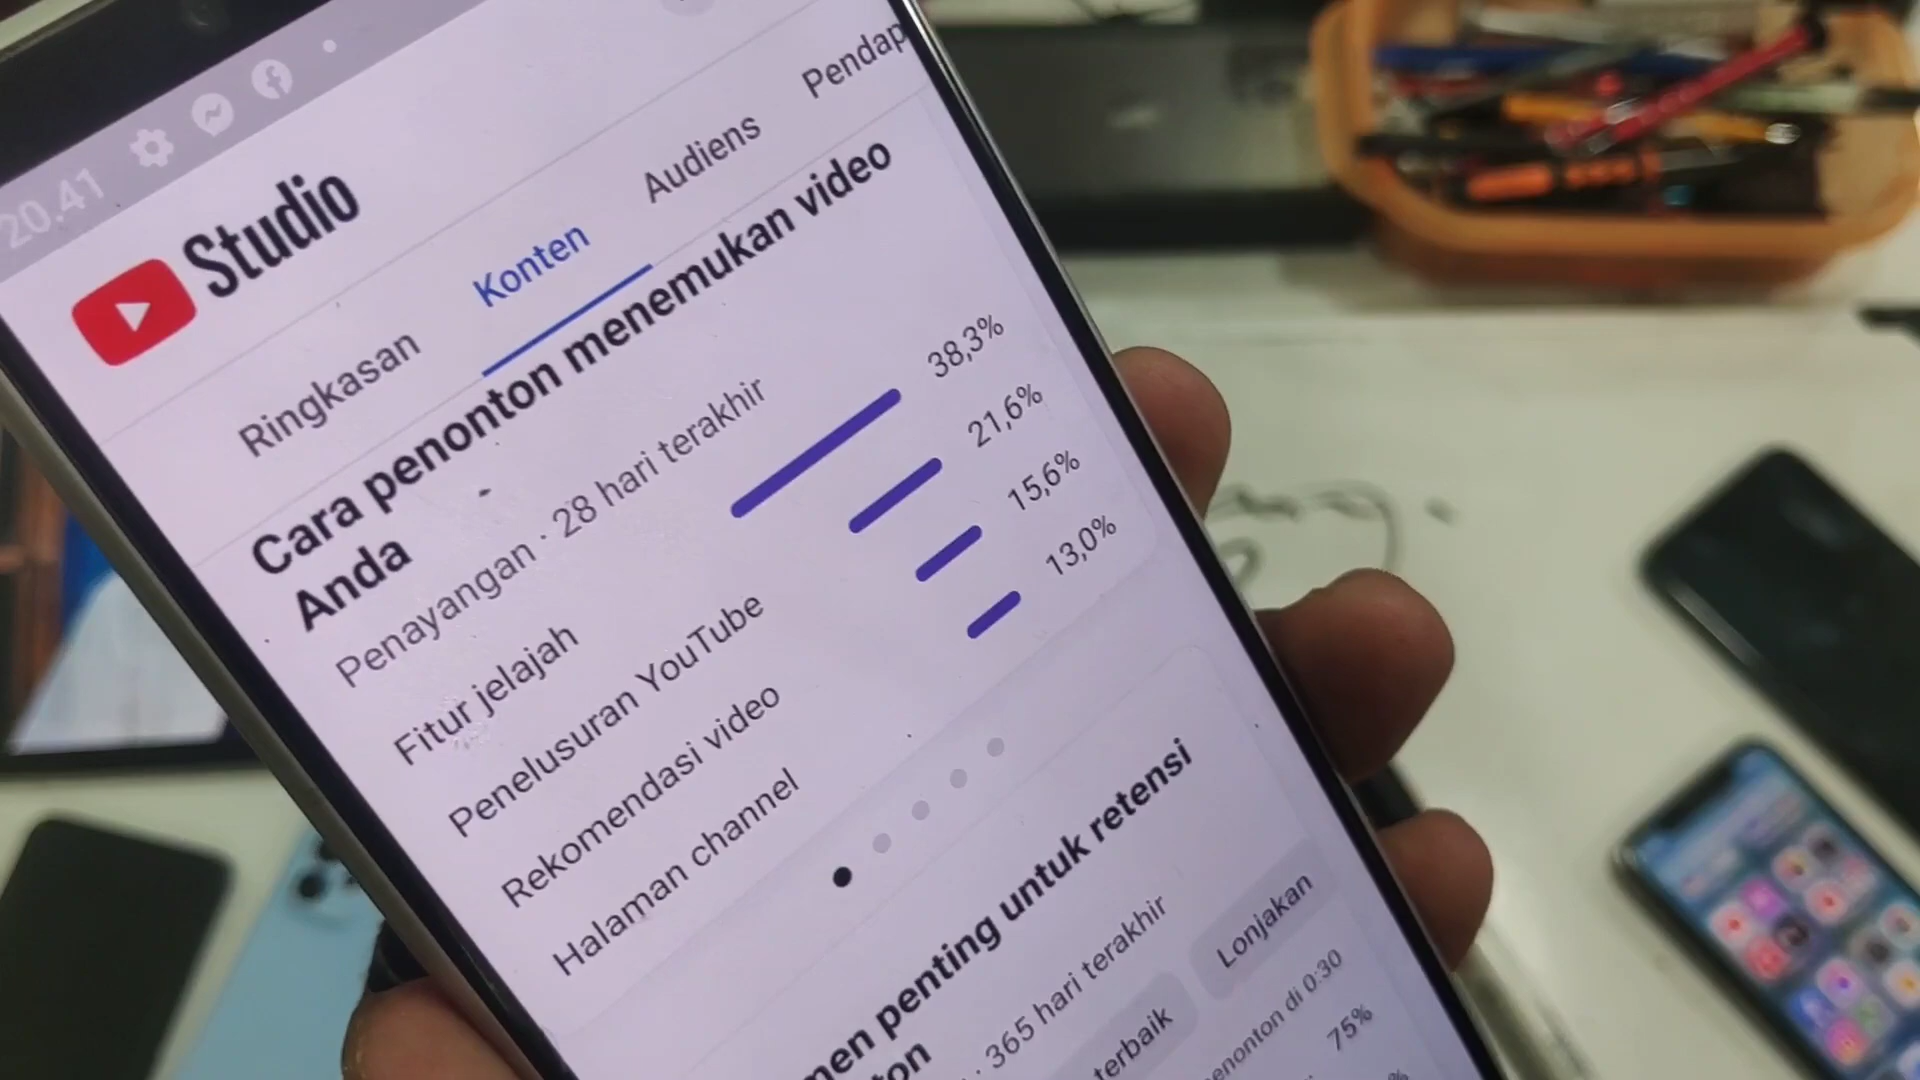 20.41
Studio
Ringkasan Konten Audiens Pendap
Cara penonton menemukan video
Anda
Penayangan · 28 hari terakhir
Fitur jelajah 38,3%
Penelusuran YouTube 21,6%
Rekomendasi video 15,6%
Halaman channel 13,0%
men penting untuk retensi
ton
· 365 hari terakhir
terbaik Lonjakan
enonton di 0:30
75%